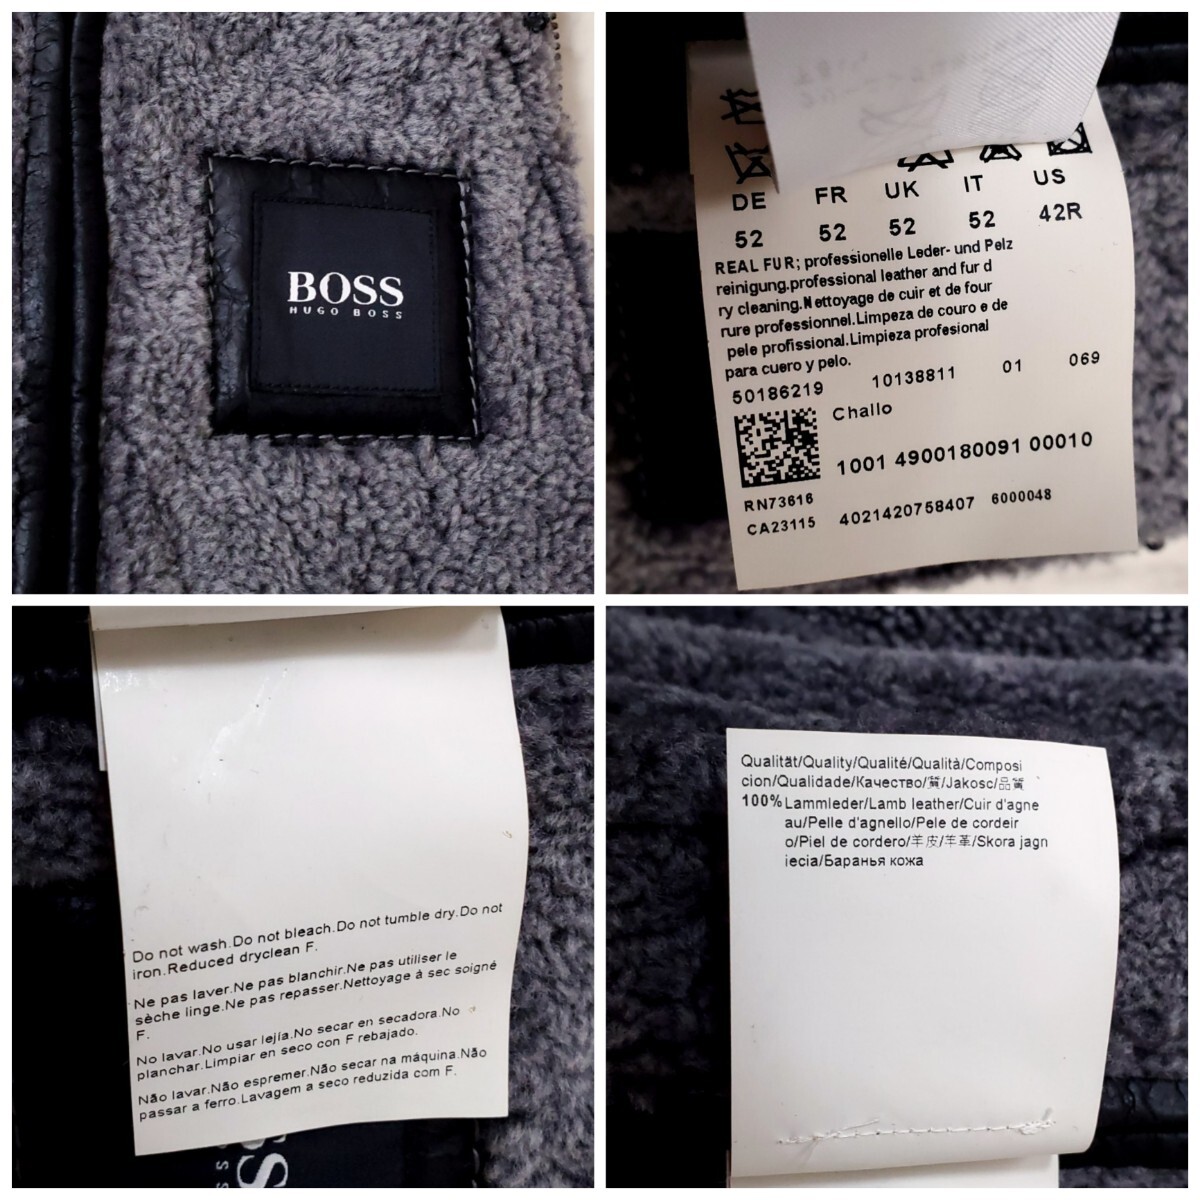 BOSS
HUGO BOSS
DE FR UK IT US
52 52 52 52 42R
REAL FUR; professionelle Leder- und Pelz
reinigung.professional leather and fur d
ry cleaning.Nettoyage de cuir et de four
rure professionnel.Limpeza de couro e de
pele profissional.Limpieza profesional
para cuero y pelo.
50186219 10138811 01 069
Challo
1001 4900180091 00010
RN73616
CA23115 4021420758407 6000048
Do not wash.Do not bleach.Do not tumble dry.Do not
iron.Reduced dryclean F.
Ne pas laver.Ne pas blanchir.Ne pas utiliser le
sèche linge.Ne pas repasser.Nettoyage à sec soigné
F.
No lavar.No usar lejía.No secar en secadora.No
planchar.Limpiar en seco con F rebajado.
Não lavar.Não espremer.Não secar na máquina.Não
passar a ferro.Lavagem a seco reduzida com F.
Qualität/Quality/Qualité/Qualità/Composi
cion/Qualidade/Качество/質/Jakosc/品質
100% Lammleder/Lamb leather/Cuir d'agne
au/Pelle d'agnello/Pele de cordeir
o/Piel de cordero/羊皮/羊革/Skora jagn
iecia/Баранья кожа